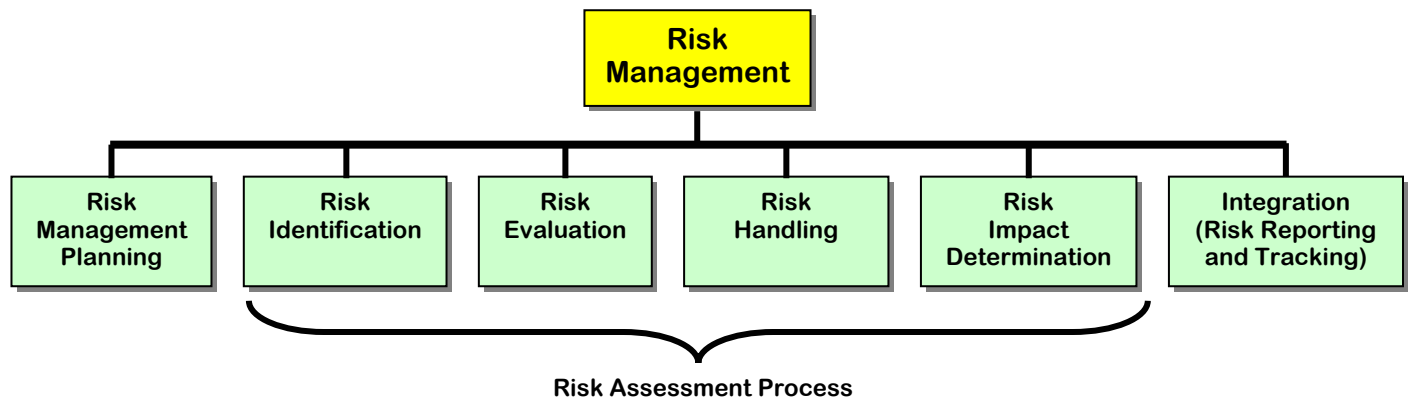 Risk
Management
Risk
Management
Planning
Risk
Identification
Risk
Evaluation
Risk
Handling
Risk
Impact
Determination
Integration
(Risk Reporting
and Tracking)
Risk Assessment Process